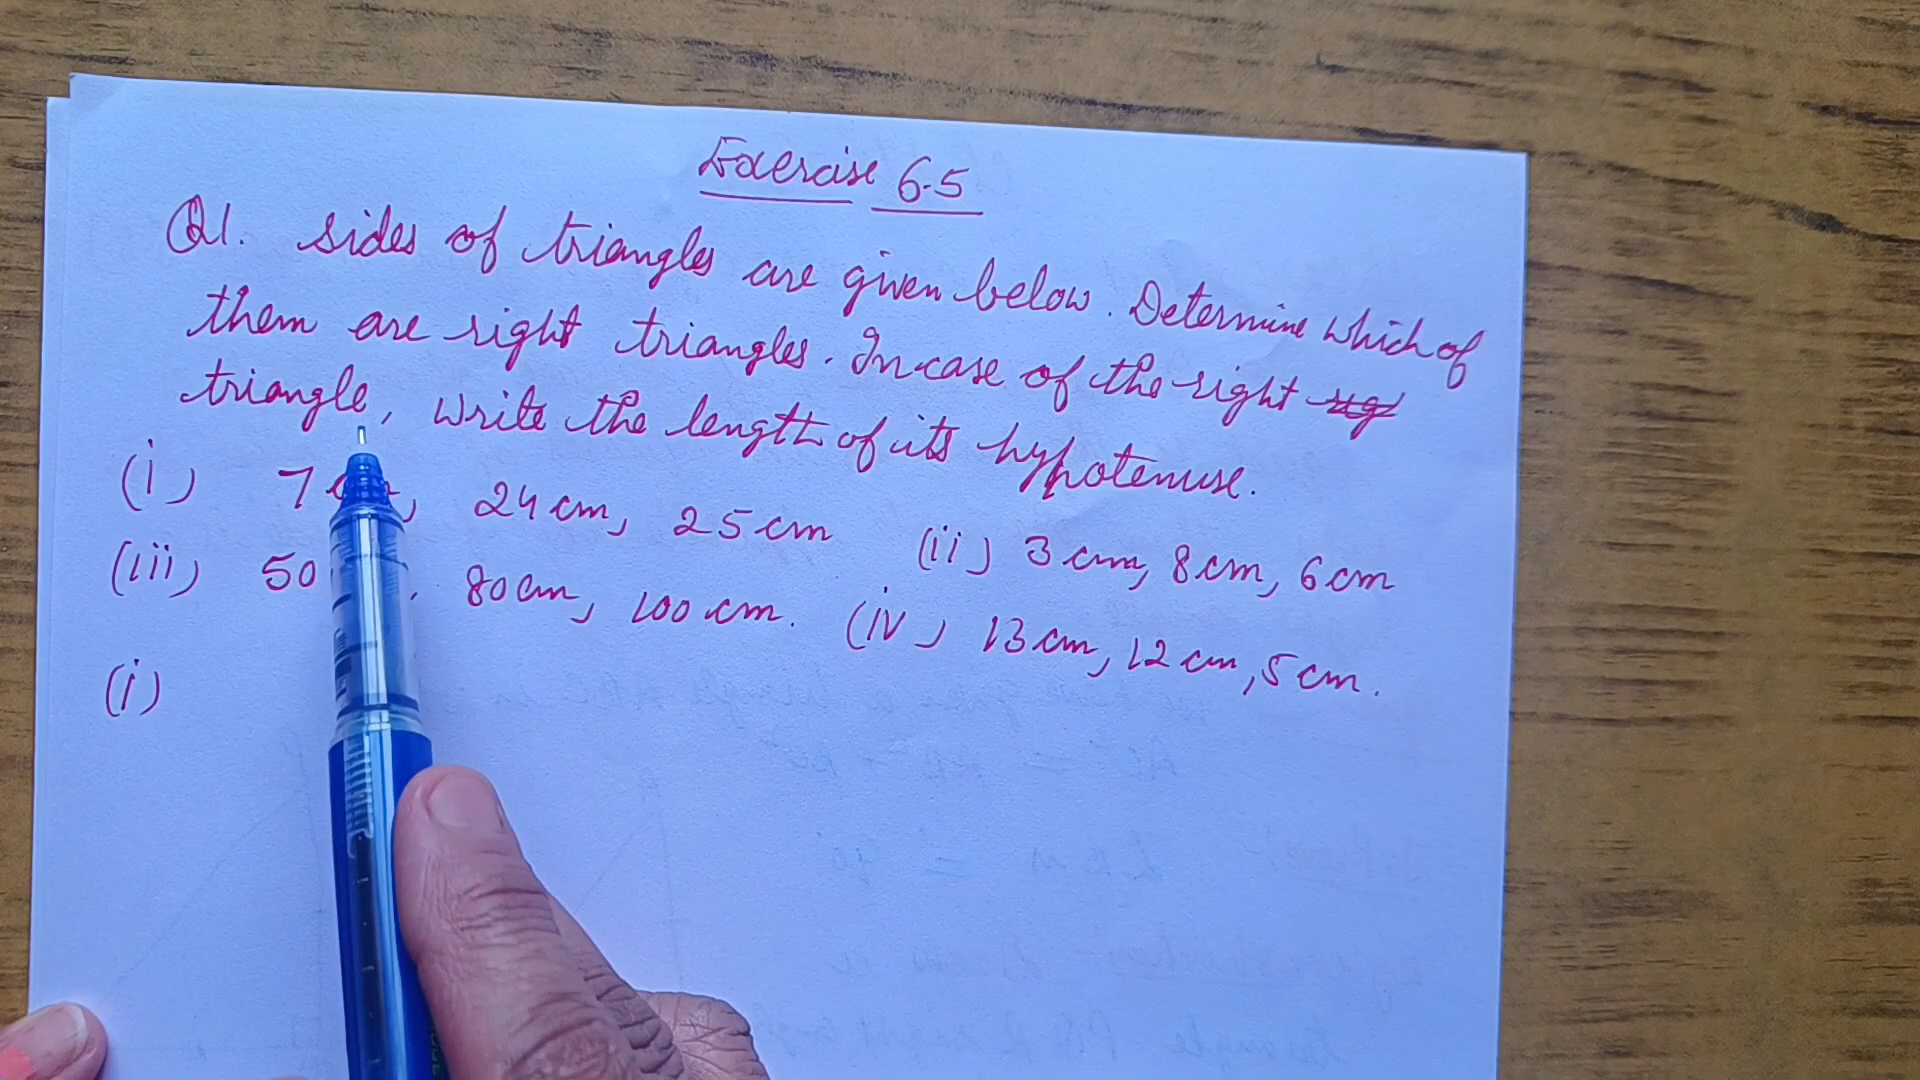 Exercise 6.5
Q1. Sides of triangles are given below. Determine which of
them are right triangles. In case of the right
triangle, write the length of its hypotenuse.
(i) 7 cm, 24 cm, 25 cm (ii) 3 cm, 8 cm, 6 cm
(iii) 50 , 80 cm, 100 cm. (iv) 13 cm, 12 cm, 5 cm.
(i)